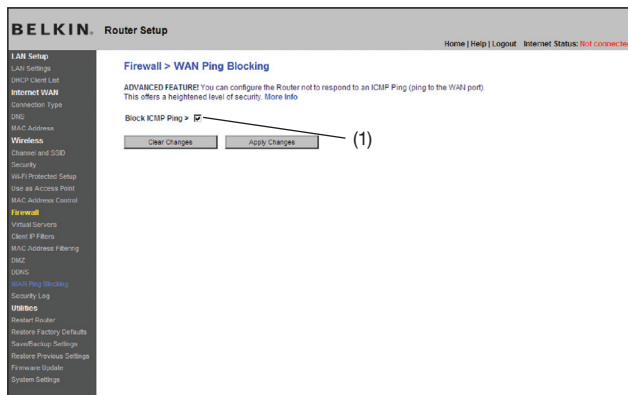 BELKIN. Router Setup
Home | Help | Logout Internet Status: Not connected
LAN Setup
LAN Settings
DHCP Client List
Internet WAN
Connection Type
DNS
MAC Address
Wireless
Channel and SSID
Security
Wi-Fi Protected Setup
Use as Access Point
MAC Address Control
Firewall
Virtual Servers
Client IP Filters
MAC Address Filtering
DMZ
DDNS
WAN Ping Blocking
Security Log
Utilities
Restart Router
Restore Factory Defaults
Save/Backup Settings
Restore Previous Settings
Firmware Update
System Settings
Firewall > WAN Ping Blocking
ADVANCED FEATURE! You can configure the Router not to respond to an ICMP Ping (ping to the WAN port).
This offers a heightened level of security. More Info
Block ICMP Ping >
(1)
Clear Changes Apply Changes